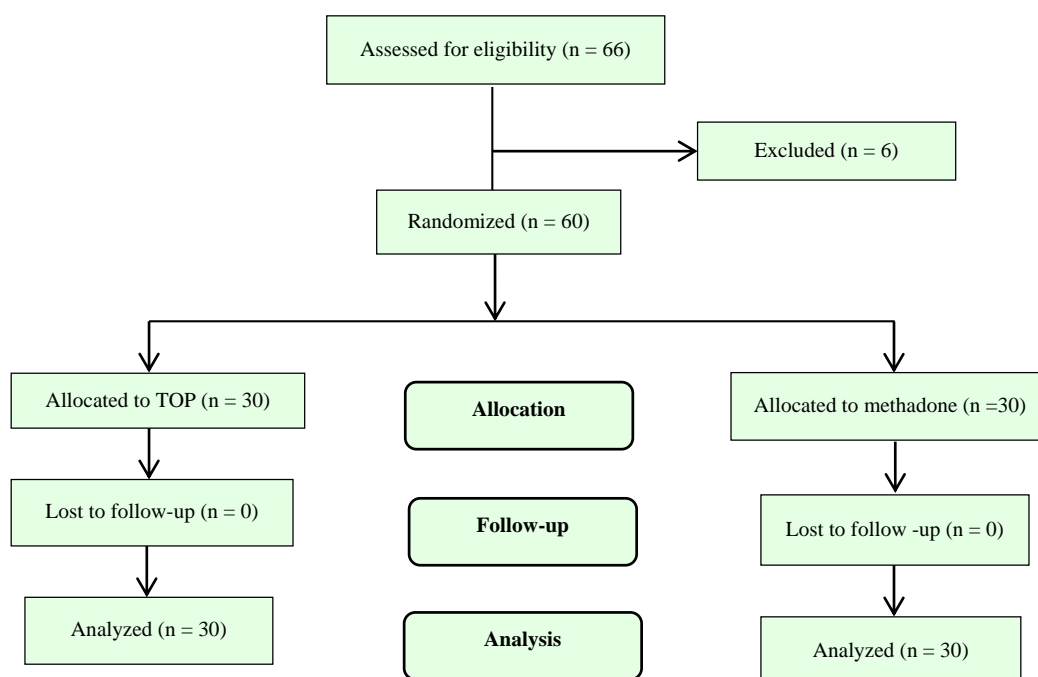 Assessed for eligibility (n = 66)
Excluded (n = 6)
Randomized (n = 60)
Allocated to TOP (n = 30)
Allocation
Allocated to methadone (n =30)
Lost to follow-up (n = 0)
Follow-up
Lost to follow -up (n = 0)
Analyzed (n = 30)
Analysis
Analyzed (n = 30)